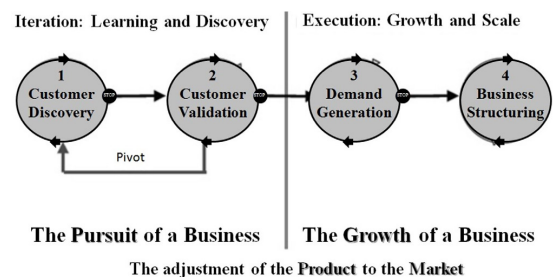 Iteration: Learning and Discovery
Execution: Growth and Scale
1
Customer
Discovery
STOP
2
Customer
Validation
STOP
3
Demand
Generation
STOP
4
Business
Structuring
Pivot
The Pursuit of a Business
The Growth of a Business
The adjustment of the Product to the Market